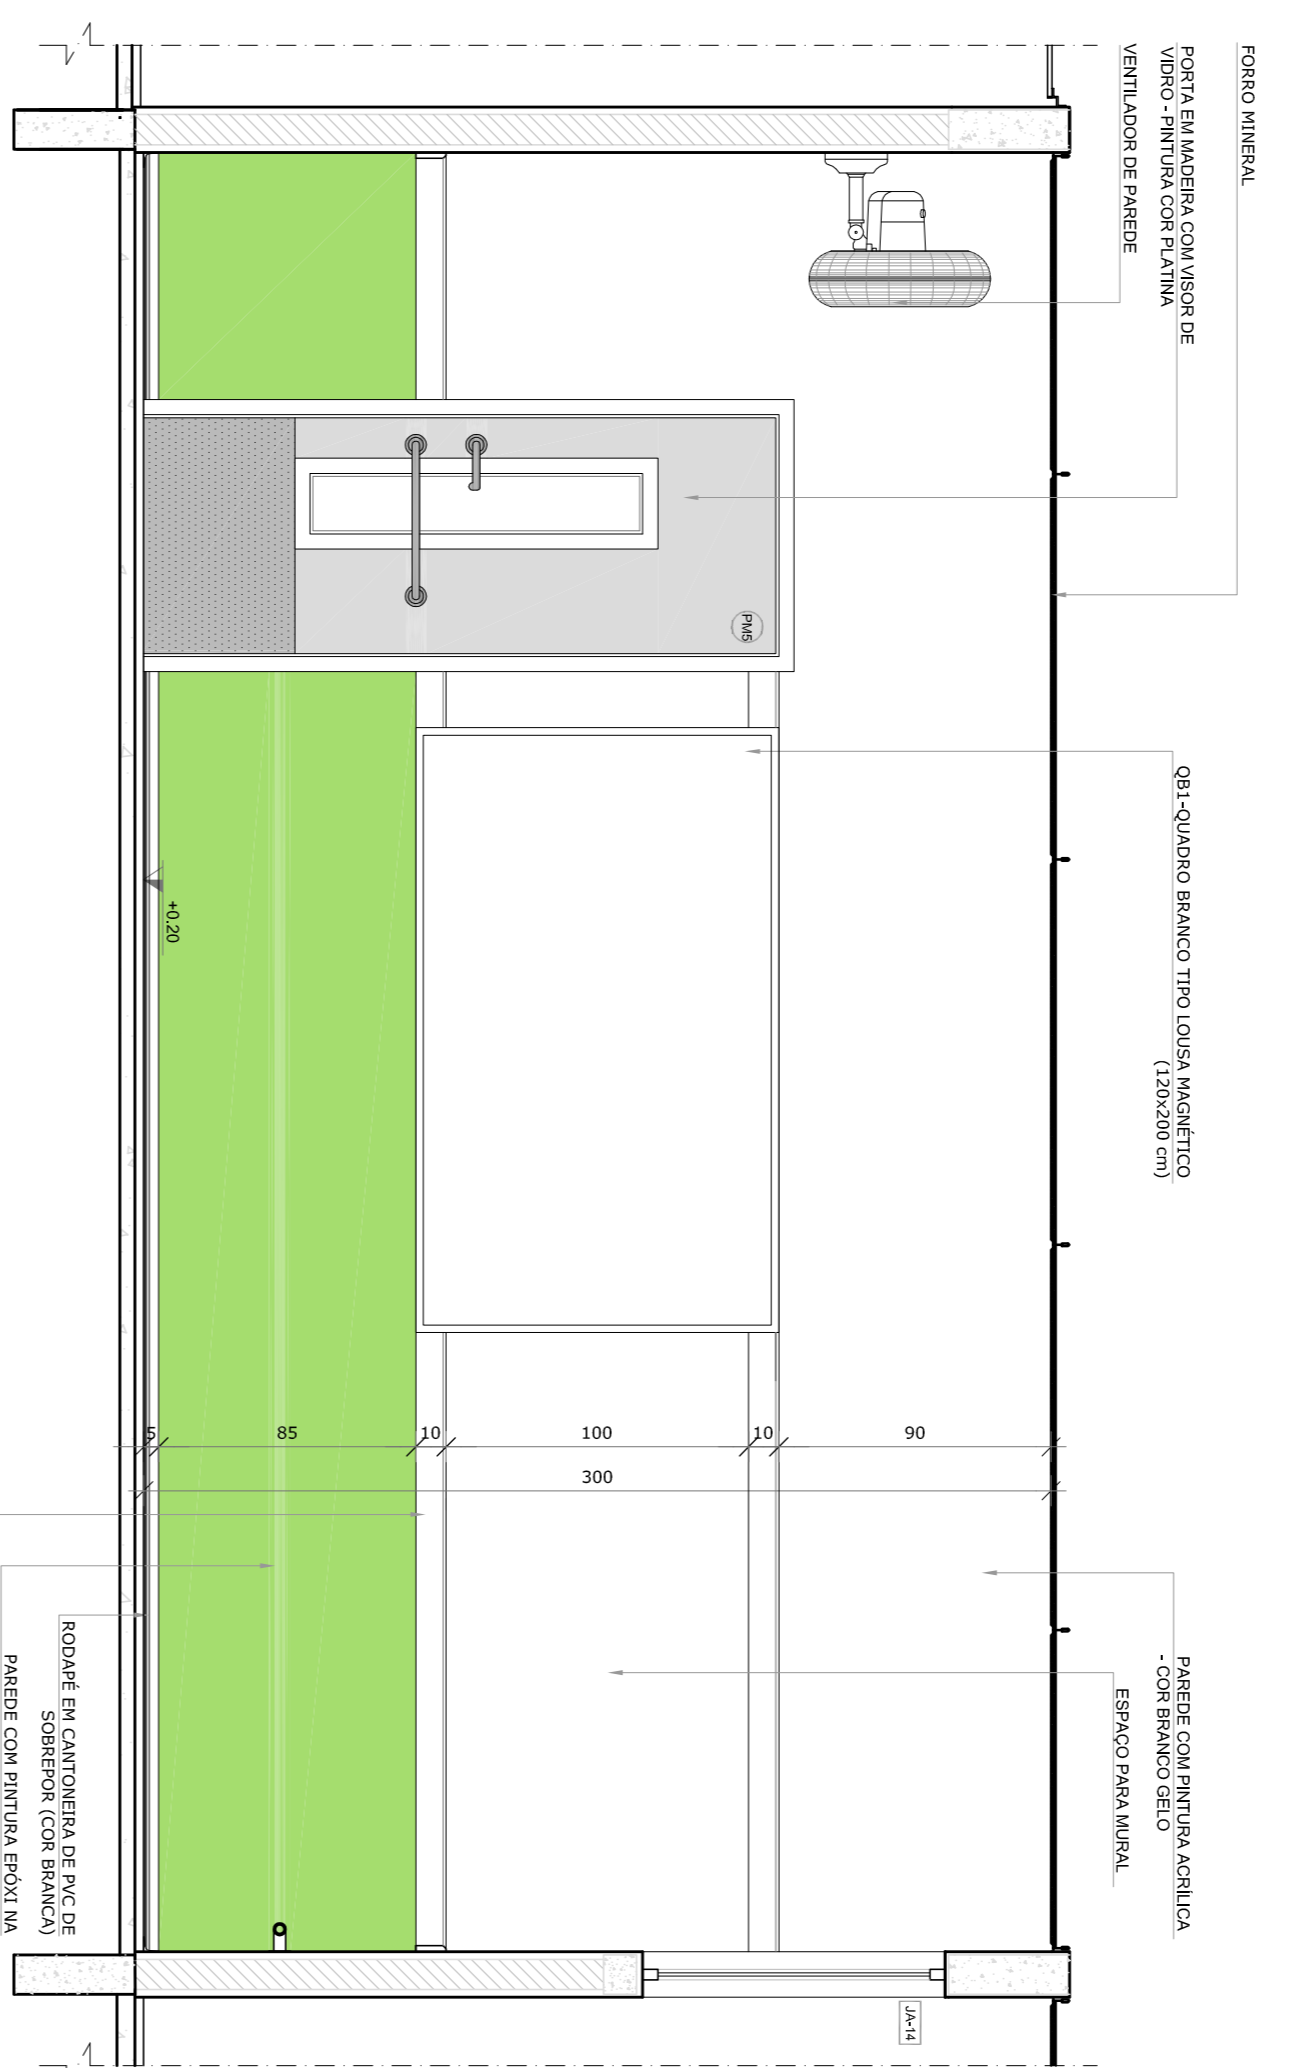 FORRO MINERAL
PORTA EM MADEIRA COM VISOR DE
VIDRO - PINTURA COR PLATINA
VENTILADOR DE PAREDE
QB1-QUADRO BRANCO TIPO LOUSA MAGNÉTICO
(120x200 cm)
PAREDE COM PINTURA ACRÍLICA
- COR BRANCO GELO
ESPAÇO PARA MURAL
PM5
+0.20
5
85
10
100
10
90
300
JA-14
RODAPÉ EM CANTONEIRA DE PVC DE
SOBREPOR (COR BRANCA)
PAREDE COM PINTURA EPÓXI NA